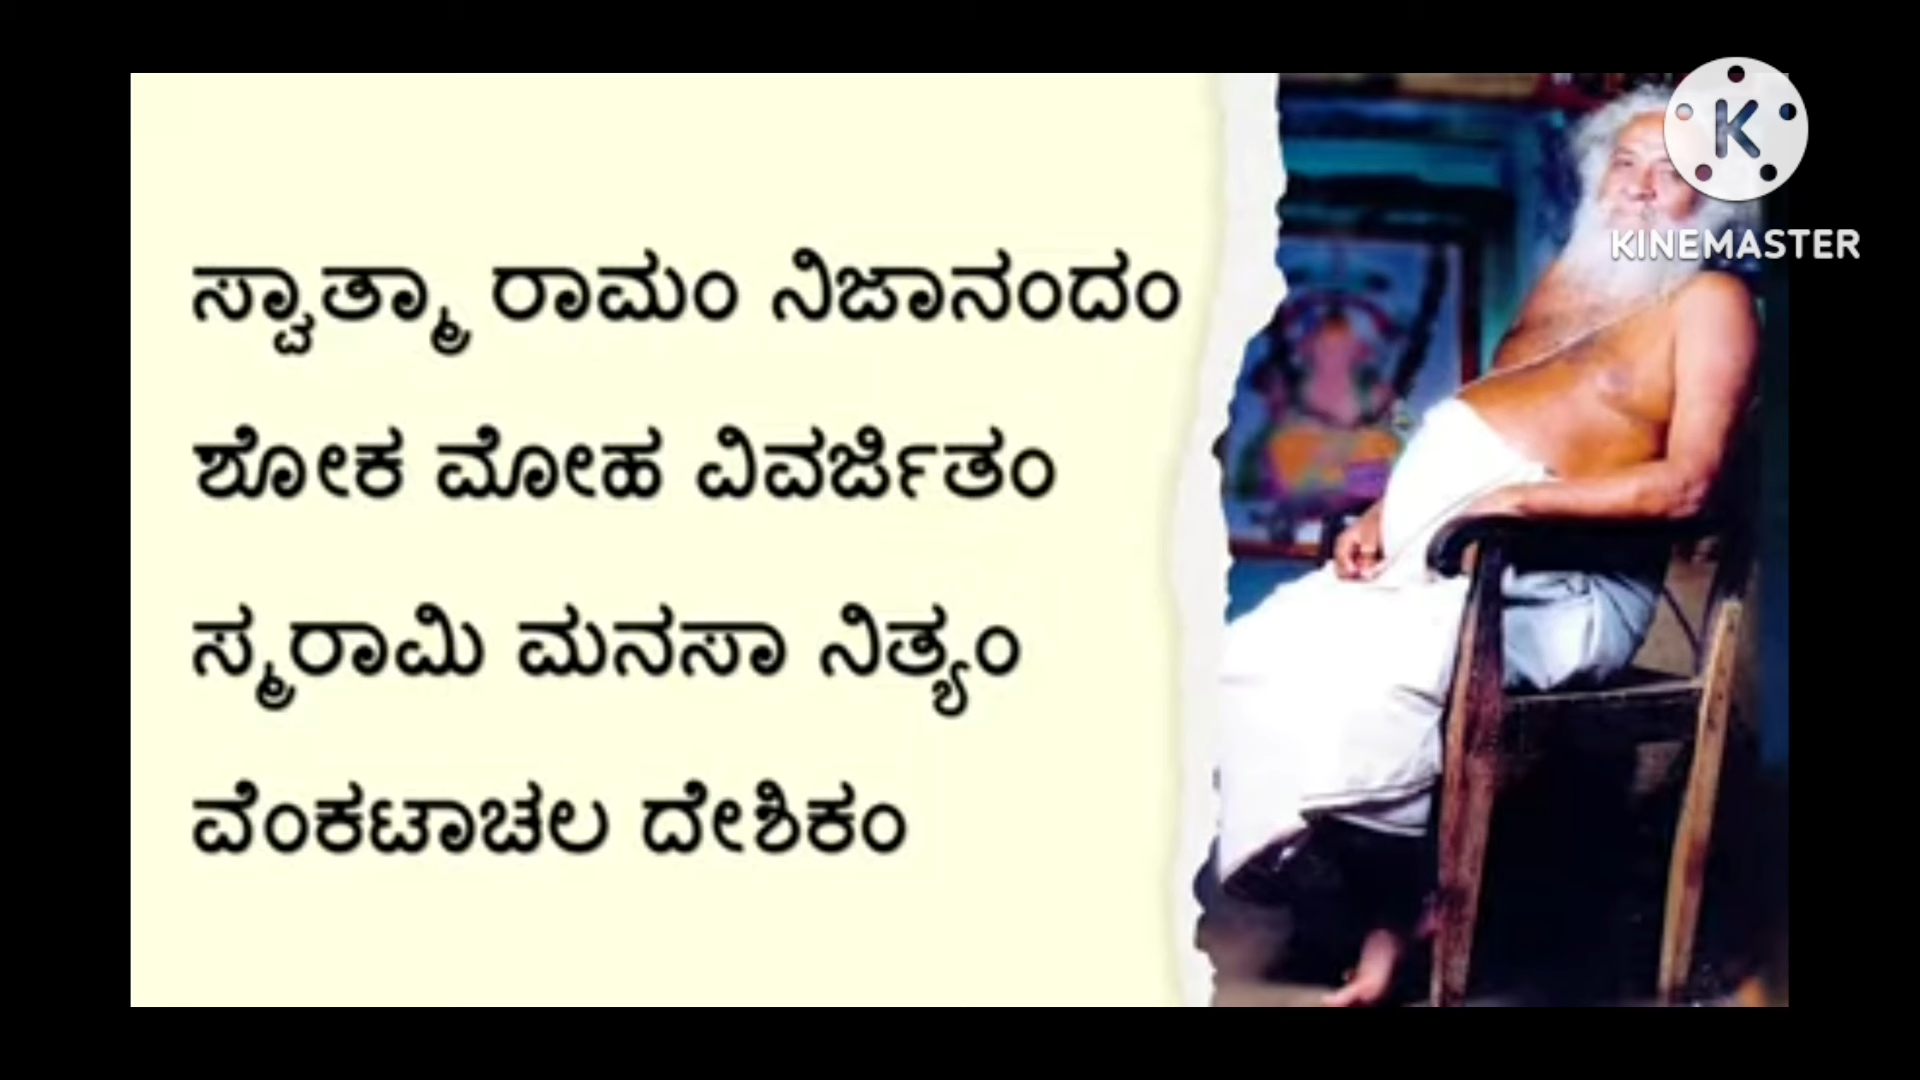 ಸ್ವಾತ್ಮಾ ರಾಮಂ ನಿಜಾನಂದಂ
ಶೋಕ ಮೋಹ ವಿವರ್ಜಿತಂ
ಸ್ಮರಾಮಿ ಮನಸಾ ನಿತ್ಯಂ
ವೆಂಕಟಾಚಲ ದೇಶಿಕಂ
K
KINEMASTER